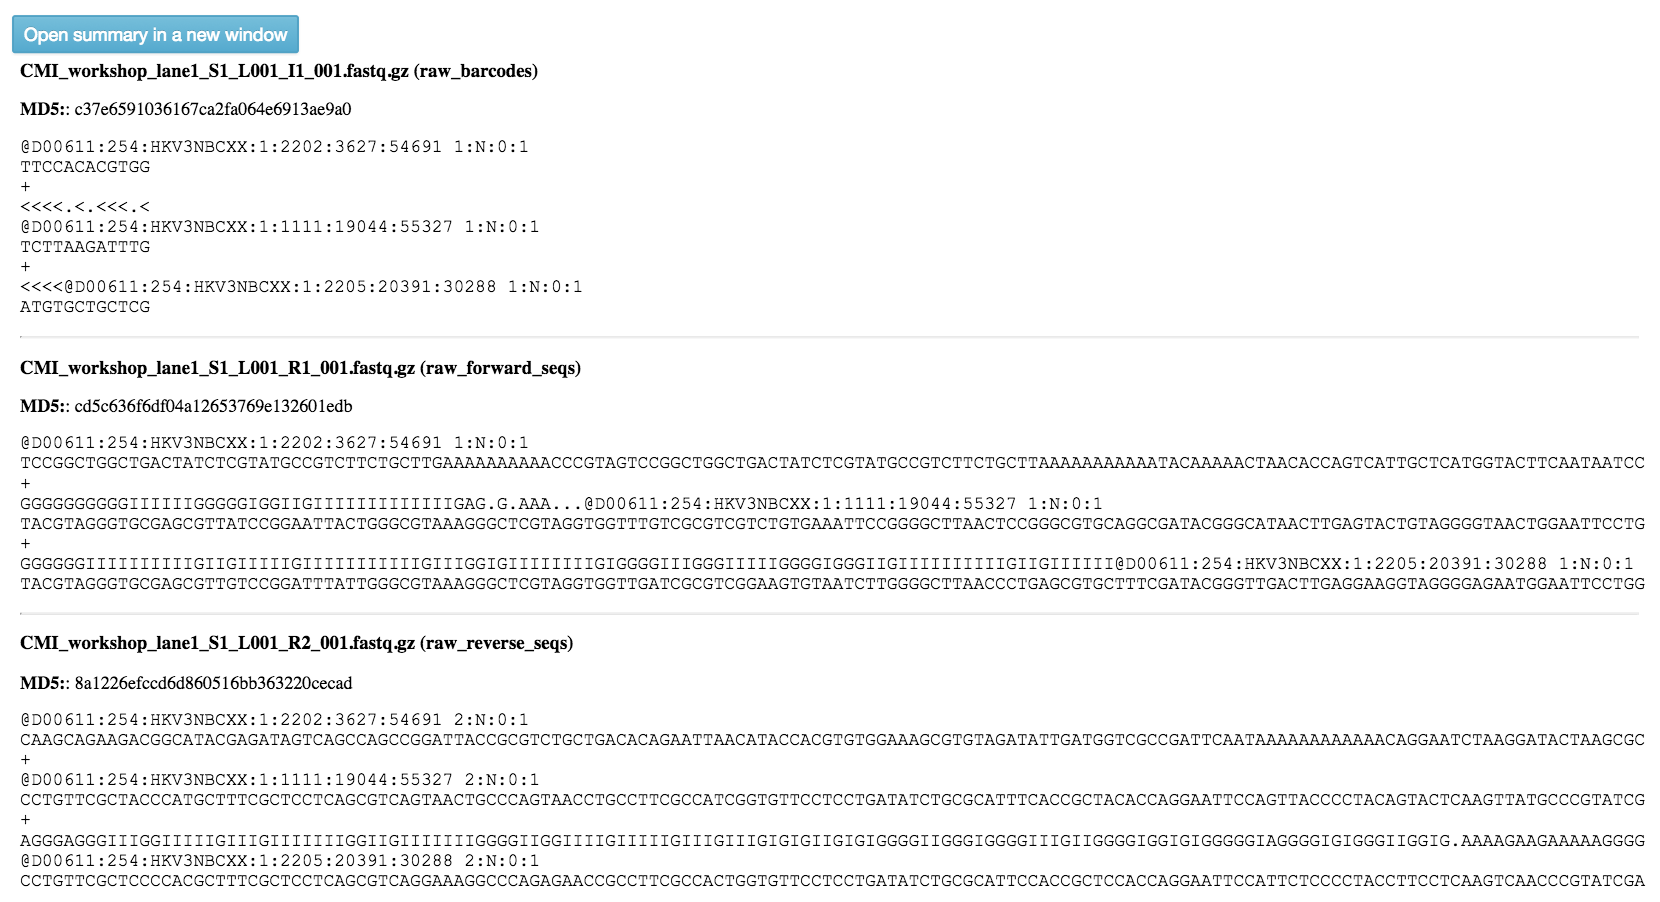 Open summary in a new window
CMI_workshop_lane1_S1_L001_I1_001.fastq.gz (raw_barcodes)
MD5:: c37e6591036167ca2fa064e6913ae9a0
@D00611:254:HKV3NBCXX:1:2202:3627:54691 1:N:0:1
TTCCACACGTGG
+
<<<<.<.<<<.<
@D00611:254:HKV3NBCXX:1:1111:19044:55327 1:N:0:1
TCTTAAGATTTG
+
<<<<@D00611:254:HKV3NBCXX:1:2205:20391:30288 1:N:0:1
ATGTGCTGCTCG
CMI_workshop_lane1_S1_L001_R1_001.fastq.gz (raw_forward_seqs)
MD5:: cd5c636f6df04a12653769e132601edb
@D00611:254:HKV3NBCXX:1:2202:3627:54691 1:N:0:1
TCCGGCTGGCTGACTATCTCGTATGCCGTCTTCTGCTTGAAAAAAAAAAACCCGTAGTCCGGCTGGCTGACTATCTCGTATGCCGTCTTCTGCTTAAAAAAAAAAATACAAAAACTAACACCAGTCATTGCTCATGGTACTTCAATAATCC
+
GGGGGGGGGGIIIIIIGGGGGIGGIIGIIIIIIIIIIIIIGAG.G.AAA...@D00611:254:HKV3NBCXX:1:1111:19044:55327 1:N:0:1
TACGTAGGGTGCGAGCGTTATCCGGAATTACTGGGCGTAAAGGGCTCGTAGGTGGTTTGTCGCGTCGTCTGTGAAATTCCGGGGCTTAACTCCGGGCGTGCAGGCGATACGGGCATAACTTGAGTACTGTAGGGGTAACTGGAATTCCTG
+
GGGGGGIIIIIIIIIIGIIGIIIIIGIIIIIIIIIIIGIIIGGIGIIIIIIIIGIGGGGIIIGGGIIIIIGGGGIGGGIIGIIIIIIIIIIGIIGIIIIII@D00611:254:HKV3NBCXX:1:2205:20391:30288 1:N:0:1
TACGTAGGGTGCGAGCGTTGTCCGGATTTATTGGGCGTAAAGGGCTCGTAGGTGGTTGATCGCGTCGGAAGTGTAATCTTGGGGCTTAACCCTGAGCGTGCTTTCGATACGGGTTGACTTGAGGAAGGTAGGGGAGAATGGAATTCCTGG
CMI_workshop_lane1_S1_L001_R2_001.fastq.gz (raw_reverse_seqs)
MD5:: 8a1226efccd6d860516bb363220cecad
@D00611:254:HKV3NBCXX:1:2202:3627:54691 2:N:0:1
CAAGCAGAAGACGGCATACGAGATAGTCAGCCAGCCGGATTACCGCGTCTGCTGACACAGAATTAACATACCACGTGTGGAAAGCGTGTAGATATTGATGGTCGCCGATTCAATAAAAAAAAAAAACAGGAATCTAAGGATACTAAGCGC
+
@D00611:254:HKV3NBCXX:1:1111:19044:55327 2:N:0:1
CCTGTTCGCTACCCATGCTTTCGCTCCTCAGCGTCAGTAACTGCCCAGTAACCTGCCTTCGCCATCGGTGTTCCTCCTGATATCTGCGCATTTCACCGCTACACCAGGAATTCCAGTTACCCCTACAGTACTCAAGTTATGCCCGTATCG
+
AGGGAGGGIIIGGIIIIIGIIIGIIIIIIIGGIIGIIIIIIIGGGGIIGGIIIIGIIIIIGIIIGIIIGIGIGIIGIGIGGGGIIGGGIGGGGIIIGIIGGGGIGGIGIGGGGGIAGGGGIGIGGGIIGGIG.AAAAGAAGAAAAAGGGG
@D00611:254:HKV3NBCXX:1:2205:20391:30288 2:N:0:1
CCTGTTCGCTCCCCACGCTTTCGCTCCTCAGCGTCAGGAAAGGCCCAGAGAACCGCCTTCGCCACTGGTGTTCCTCCTGATATCTGCGCATTCCACCGCTCCACCAGGAATTCCATTCTCCCCTACCTTCCTCAAGTCAACCCGTATCGA